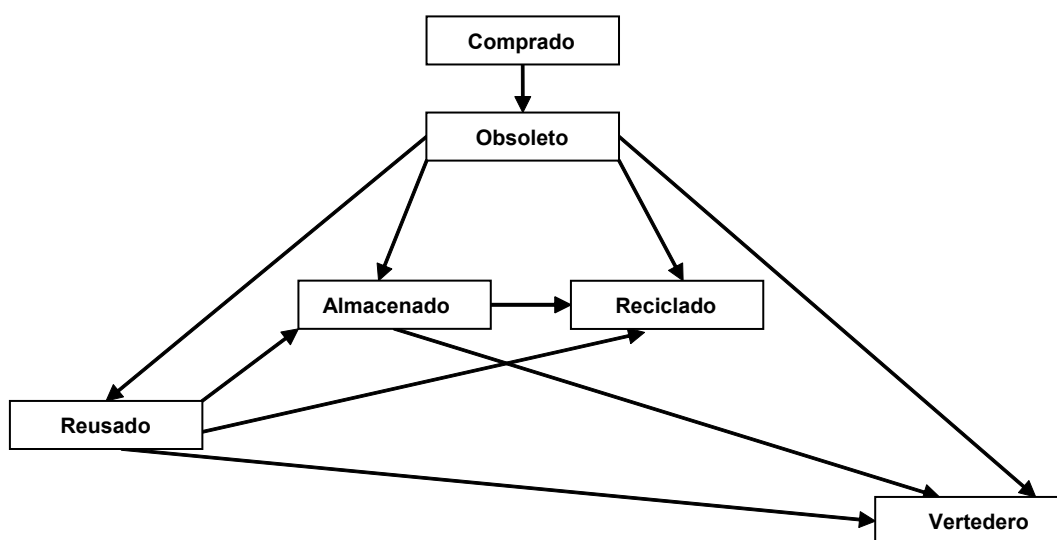 Comprado
Obsoleto
Almacenado
Reciclado
Reusado
Vertedero